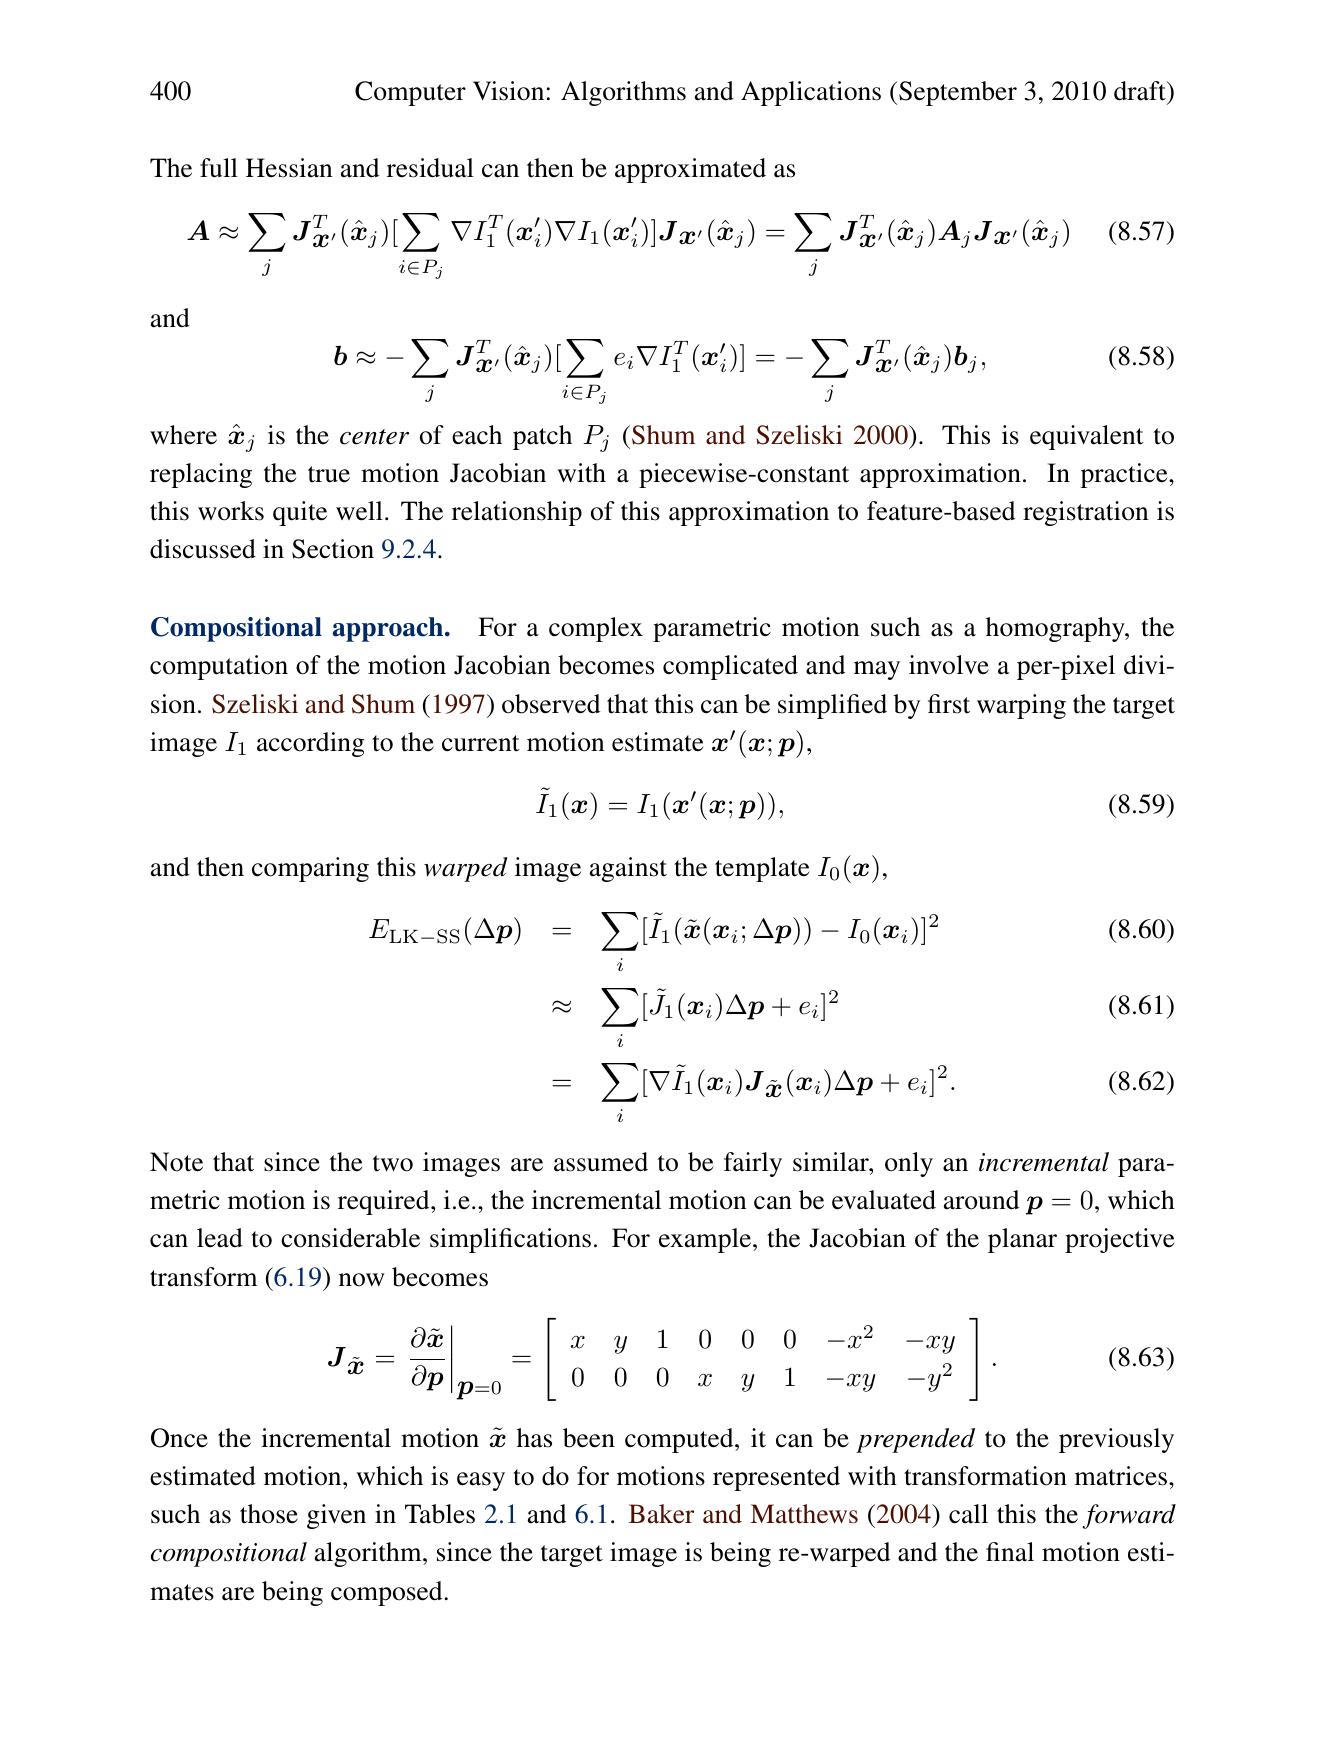 400 Computer Vision: Algorithms and Applications (September 3, 2010 draft)
The full Hessian and residual can then be approximated as
$\boldsymbol{A} \approx \sum_j \boldsymbol{J}_{\boldsymbol{x}'}^T(\hat{\boldsymbol{x}}_j)[\sum_{i \in P_j} \nabla I_1^T(\boldsymbol{x}_i')\nabla I_1(\boldsymbol{x}_i')]\boldsymbol{J}_{\boldsymbol{x}'}(\hat{\boldsymbol{x}}_j) = \sum_j \boldsymbol{J}_{\boldsymbol{x}'}^T(\hat{\boldsymbol{x}}_j)\boldsymbol{A}_j\boldsymbol{J}_{\boldsymbol{x}'}(\hat{\boldsymbol{x}}_j)$ (8.57)
and
$\boldsymbol{b} \approx -\sum_j \boldsymbol{J}_{\boldsymbol{x}'}^T(\hat{\boldsymbol{x}}_j)[\sum_{i \in P_j} e_i \nabla I_1^T(\boldsymbol{x}_i')] = -\sum_j \boldsymbol{J}_{\boldsymbol{x}'}^T(\hat{\boldsymbol{x}}_j)\boldsymbol{b}_j,$ (8.58)
where $\hat{\boldsymbol{x}}_j$ is the center of each patch $P_j$ (Shum and Szeliski 2000). This is equivalent to
replacing the true motion Jacobian with a piecewise-constant approximation. In practice,
this works quite well. The relationship of this approximation to feature-based registration is
discussed in Section 9.2.4.
Compositional approach. For a complex parametric motion such as a homography, the
computation of the motion Jacobian becomes complicated and may involve a per-pixel divi-
sion. Szeliski and Shum (1997) observed that this can be simplified by first warping the target
image $I_1$ according to the current motion estimate $\boldsymbol{x}'(\boldsymbol{x}; \boldsymbol{p})$,
$\tilde{I}_1(\boldsymbol{x}) = I_1(\boldsymbol{x}'(\boldsymbol{x}; \boldsymbol{p})),$ (8.59)
and then comparing this warped image against the template $I_0(\boldsymbol{x})$,
$E_{\mathrm{LK-SS}}(\Delta\boldsymbol{p}) = \sum_i [\tilde{I}_1(\tilde{\boldsymbol{x}}(\boldsymbol{x}_i; \Delta\boldsymbol{p})) - I_0(\boldsymbol{x}_i)]^2$ (8.60)
$\approx \sum_i [\tilde{J}_1(\boldsymbol{x}_i)\Delta\boldsymbol{p} + e_i]^2$ (8.61)
$= \sum_i [\nabla\tilde{I}_1(\boldsymbol{x}_i)\boldsymbol{J}_{\tilde{\boldsymbol{x}}}(\boldsymbol{x}_i)\Delta\boldsymbol{p} + e_i]^2.$ (8.62)
Note that since the two images are assumed to be fairly similar, only an incremental para-
metric motion is required, i.e., the incremental motion can be evaluated around $\boldsymbol{p} = 0$, which
can lead to considerable simplifications. For example, the Jacobian of the planar projective
transform (6.19) now becomes
$\boldsymbol{J}_{\tilde{\boldsymbol{x}}} = \left.\frac{\partial\tilde{\boldsymbol{x}}}{\partial\boldsymbol{p}}\right|_{\boldsymbol{p}=0} = \begin{bmatrix} x & y & 1 & 0 & 0 & 0 & -x^2 & -xy \\ 0 & 0 & 0 & x & y & 1 & -xy & -y^2 \end{bmatrix}.$ (8.63)
Once the incremental motion $\tilde{\boldsymbol{x}}$ has been computed, it can be prepended to the previously
estimated motion, which is easy to do for motions represented with transformation matrices,
such as those given in Tables 2.1 and 6.1. Baker and Matthews (2004) call this the forward
compositional algorithm, since the target image is being re-warped and the final motion esti-
mates are being composed.